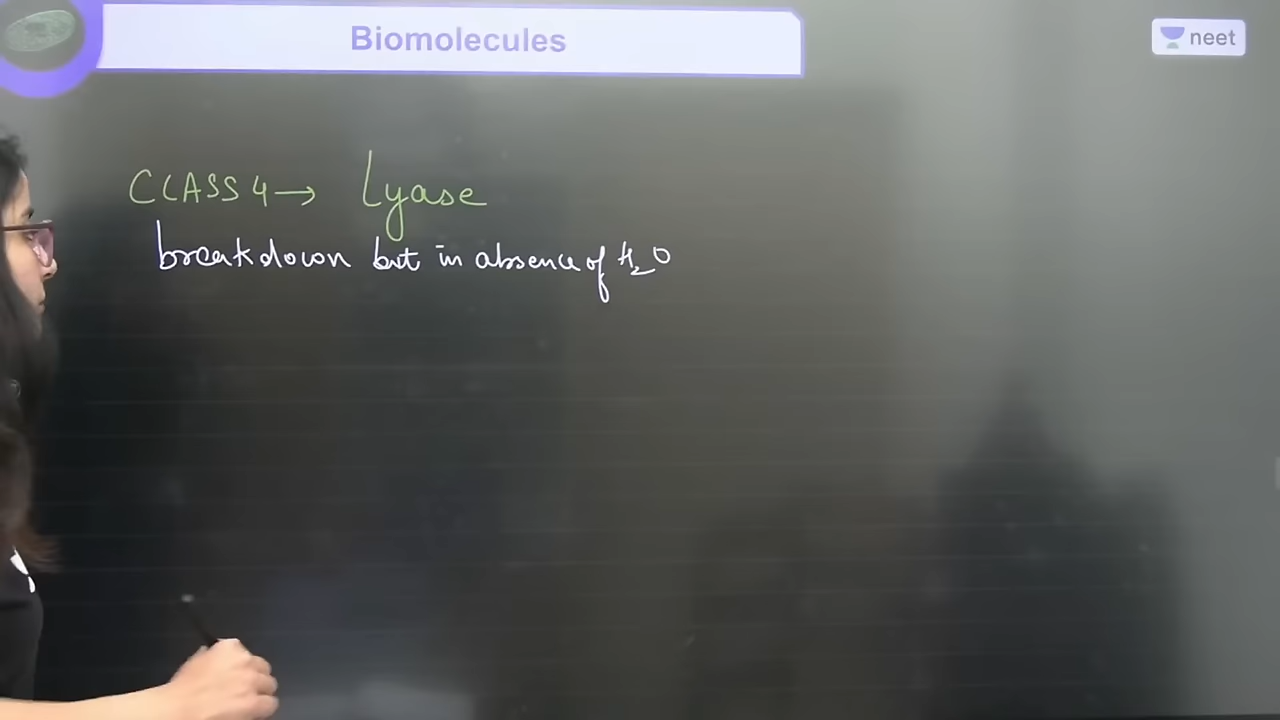 Biomolecules
neet
CLASS 4 → Lyase
breakdown but in absence of H₂O